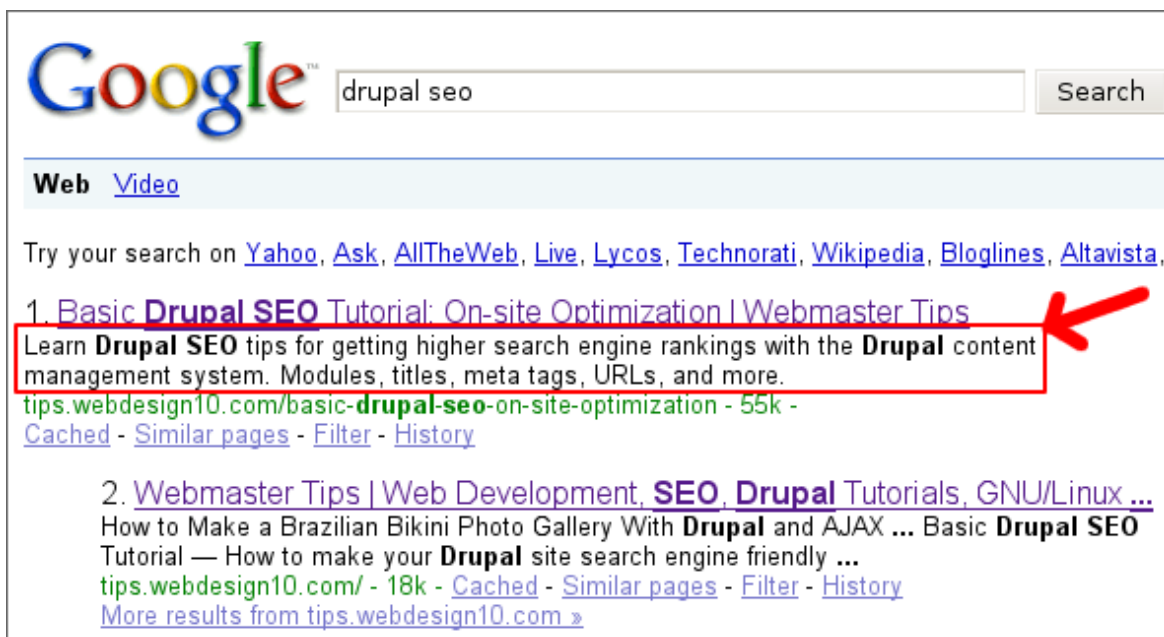 Google™
drupal seo
Search
Web Video
Try your search on Yahoo, Ask, AllTheWeb, Live, Lycos, Technorati, Wikipedia, Bloglines, Altavista,
1. Basic Drupal SEO Tutorial: On-site Optimization | Webmaster Tips
Learn Drupal SEO tips for getting higher search engine rankings with the Drupal content
management system. Modules, titles, meta tags, URLs, and more.
tips.webdesign10.com/basic-drupal-seo-on-site-optimization - 55k -
Cached - Similar pages - Filter - History
2. Webmaster Tips | Web Development, SEO, Drupal Tutorials, GNU/Linux ...
How to Make a Brazilian Bikini Photo Gallery With Drupal and AJAX ... Basic Drupal SEO
Tutorial — How to make your Drupal site search engine friendly ...
tips.webdesign10.com/ - 18k - Cached - Similar pages - Filter - History
More results from tips.webdesign10.com »